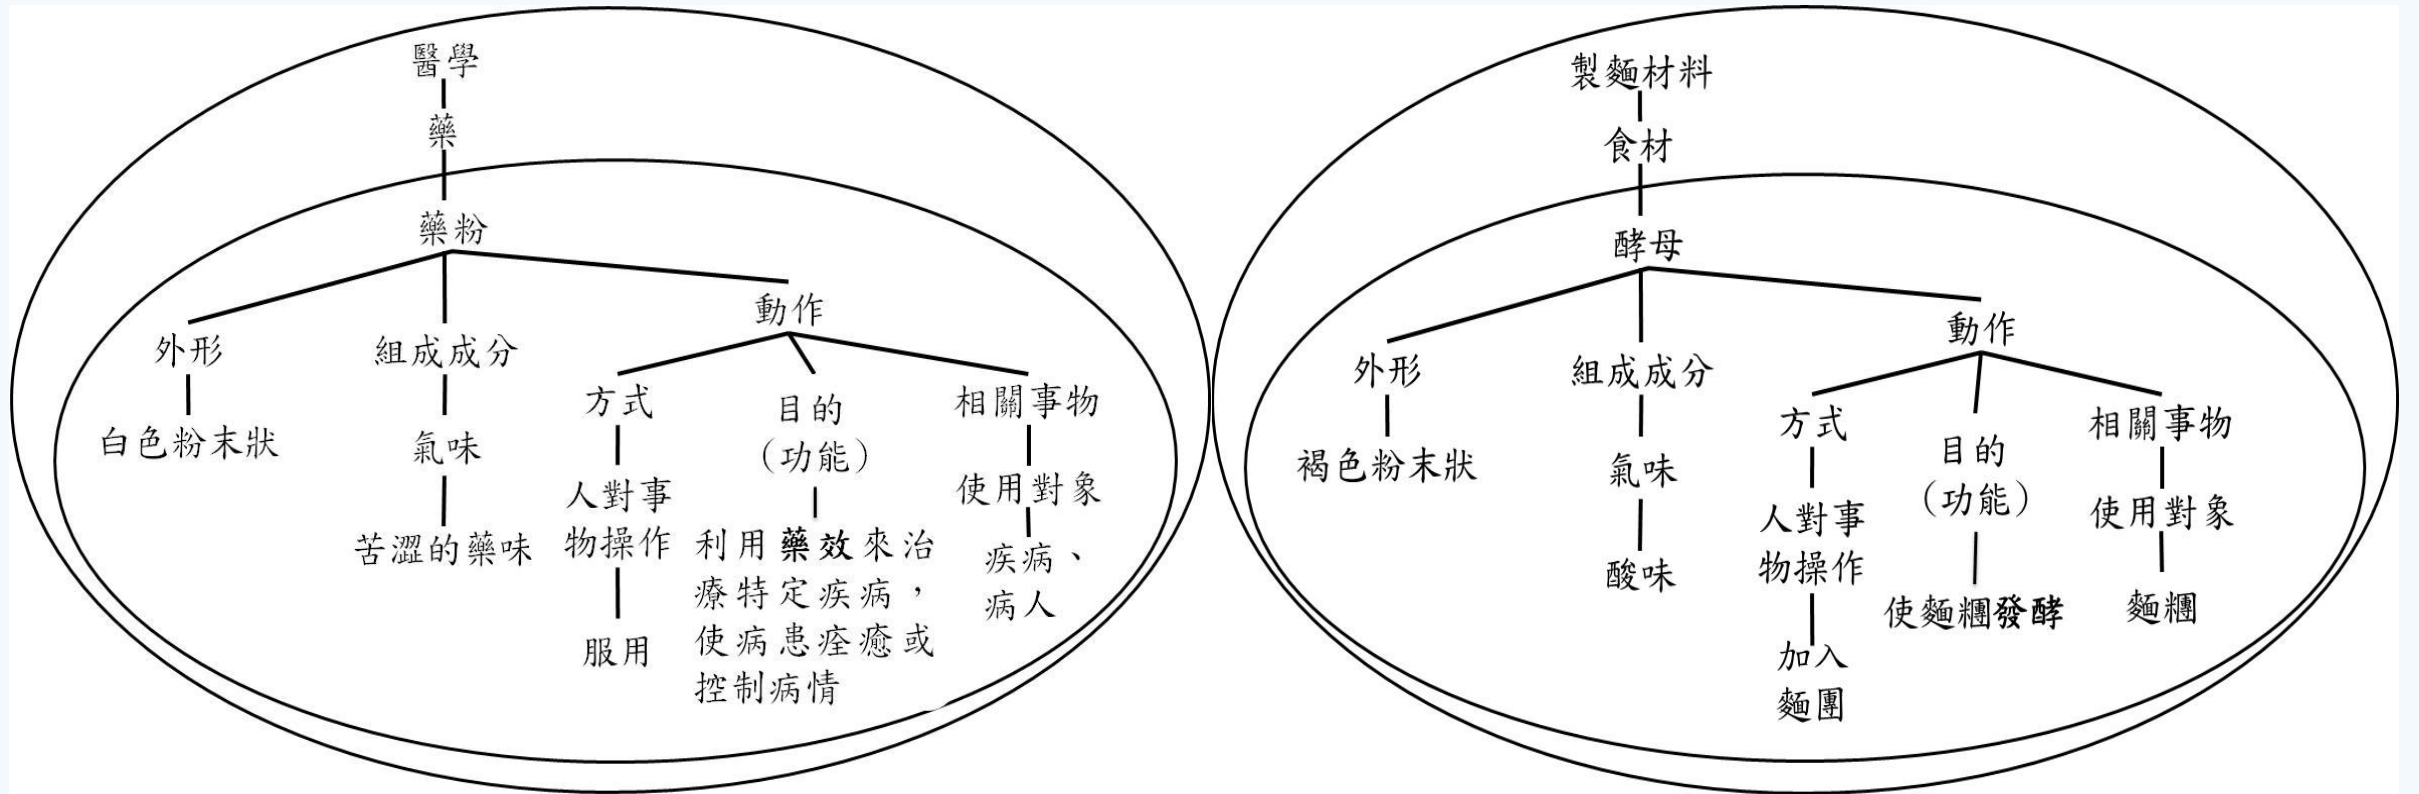 醫學
藥
藥粉
外形
白色粉末狀
組成成分
氣味
苦澀的藥味
動作
方式
人對事
物操作
服用
目的
（功能）
利用藥效來治
療特定疾病，
使病患痊癒或
控制病情
相關事物
使用對象
疾病、
病人
製麵材料
食材
酵母
外形
褐色粉末狀
組成成分
氣味
酸味
動作
方式
人對事
物操作
加入
麵團
目的
（功能）
使麵糰發酵
相關事物
使用對象
麵糰